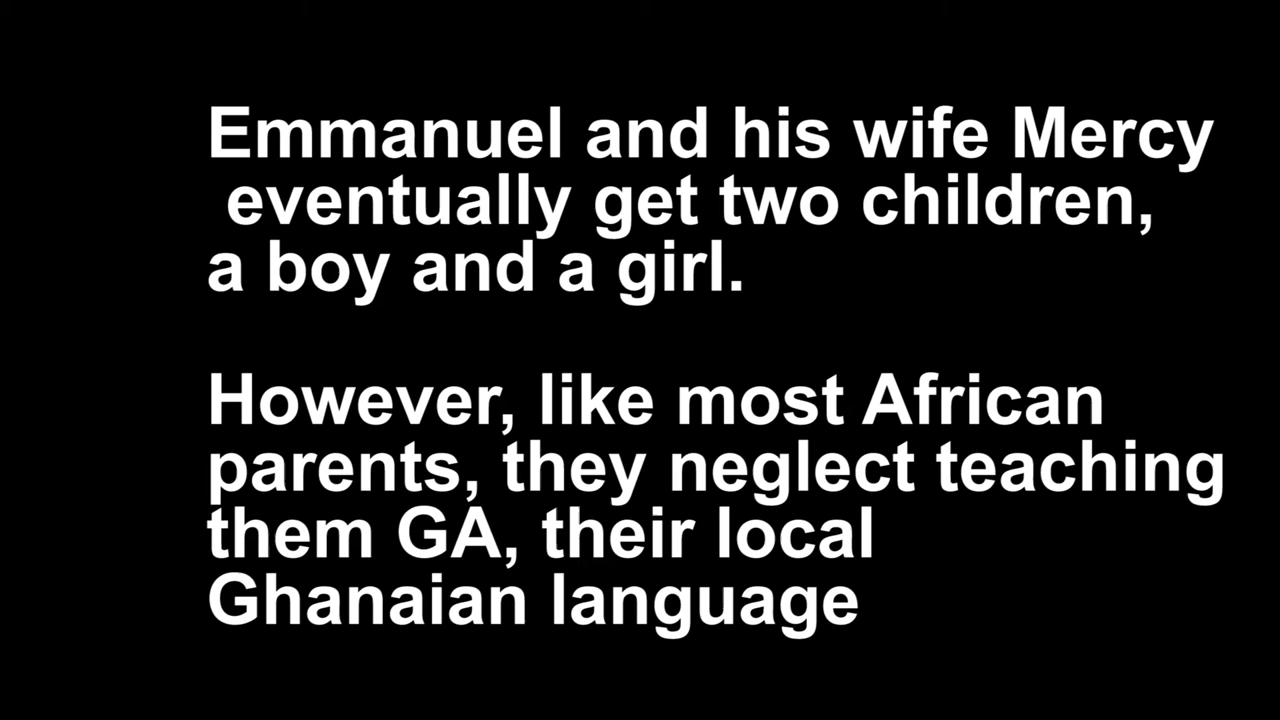 Emmanuel and his wife Mercy
eventually get two children,
a boy and a girl.
However, like most African
parents, they neglect teaching
them GA, their local
Ghanaian language